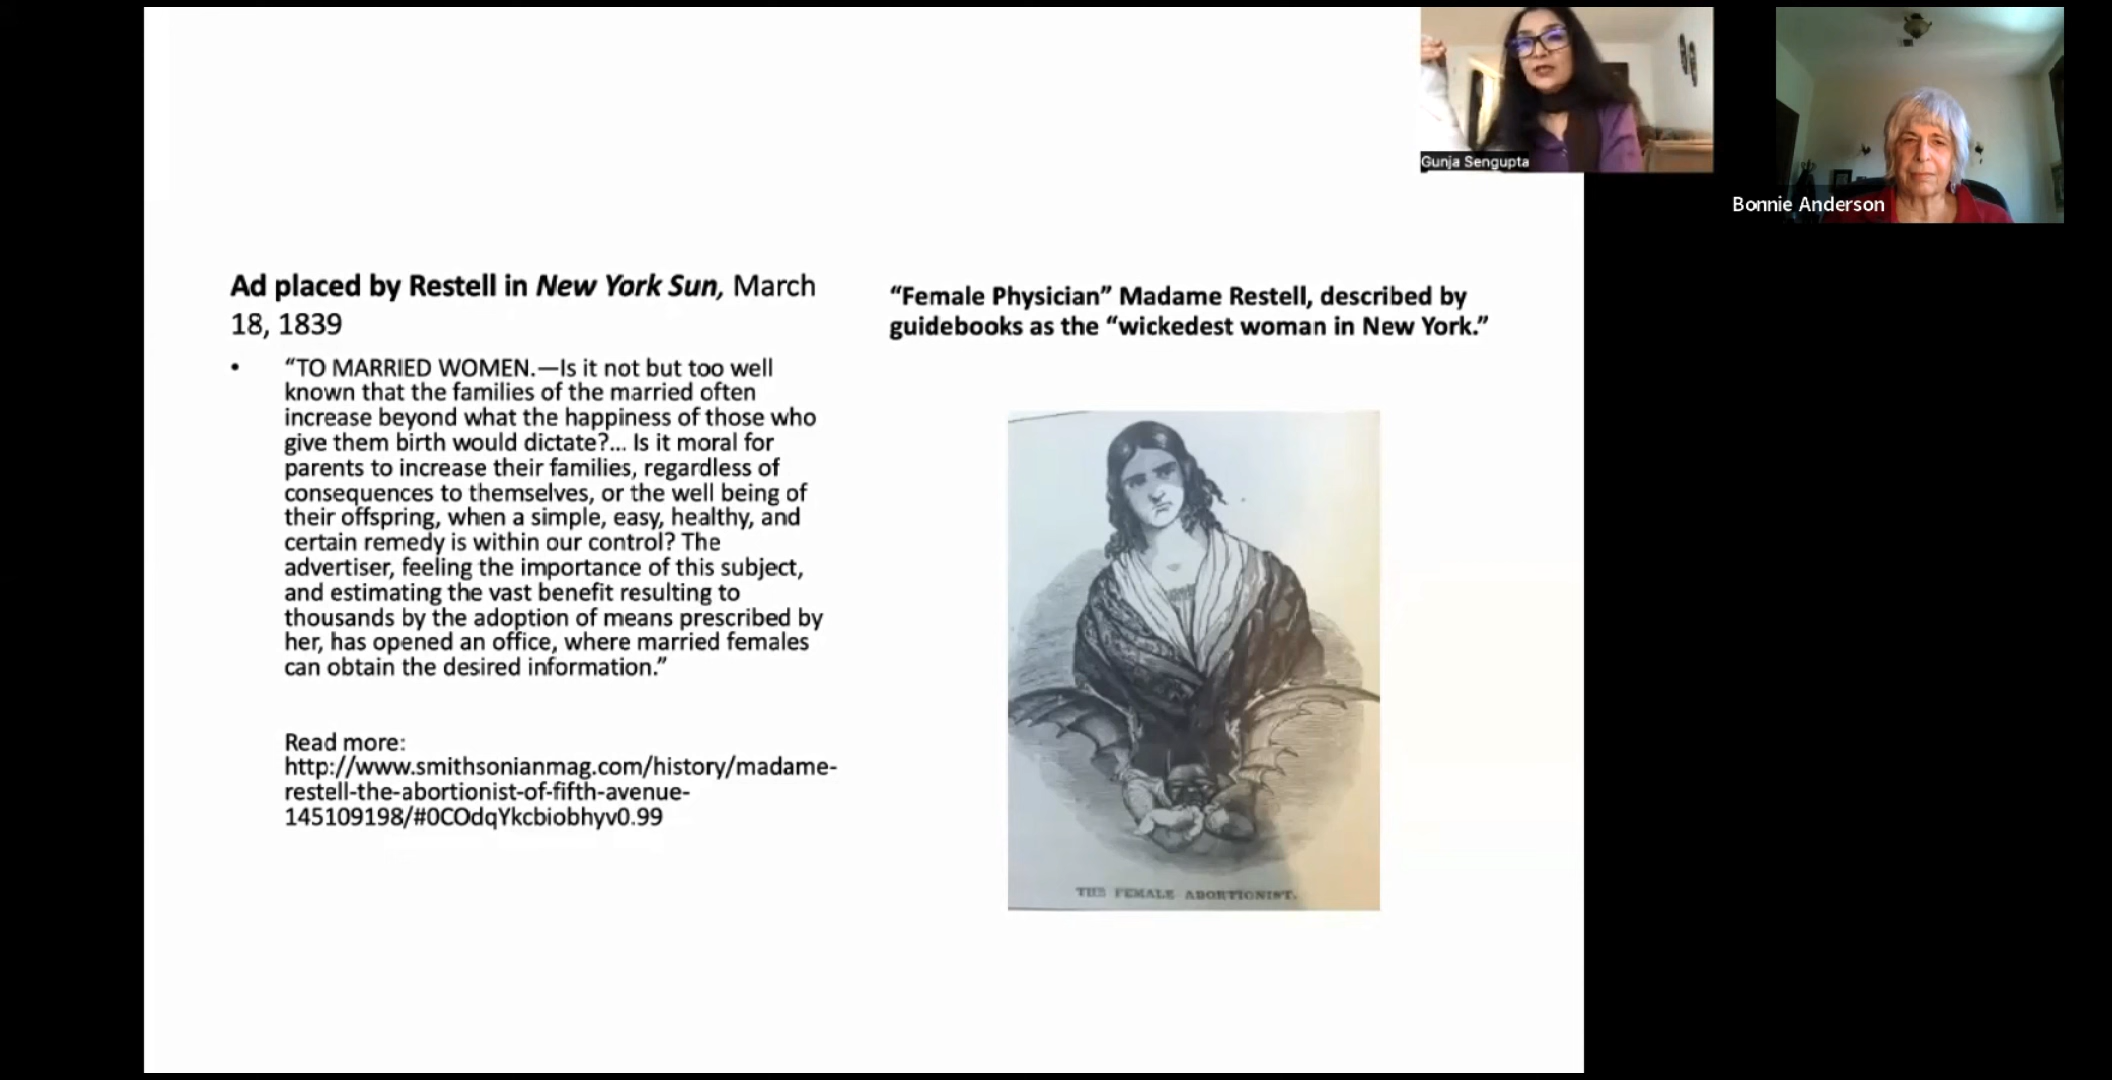 Gunja Sengupta
Bonnie Anderson
Ad placed by Restell in New York Sun, March
18, 1839
• “TO MARRIED WOMEN.—Is it not but too well
known that the families of the married often
increase beyond what the happiness of those who
give them birth would dictate?... Is it moral for
parents to increase their families, regardless of
consequences to themselves, or the well being of
their offspring, when a simple, easy, healthy, and
certain remedy is within our control? The
advertiser, feeling the importance of this subject,
and estimating the vast benefit resulting to
thousands by the adoption of means prescribed by
her, has opened an office, where married females
can obtain the desired information.”
Read more:
http://www.smithsonianmag.com/history/madame-
restell-the-abortionist-of-fifth-avenue-
145109198/#0COdqYkcbiobhyv0.99
“Female Physician” Madame Restell, described by
guidebooks as the “wickedest woman in New York.”
THE FEMALE ABORTIONIST.